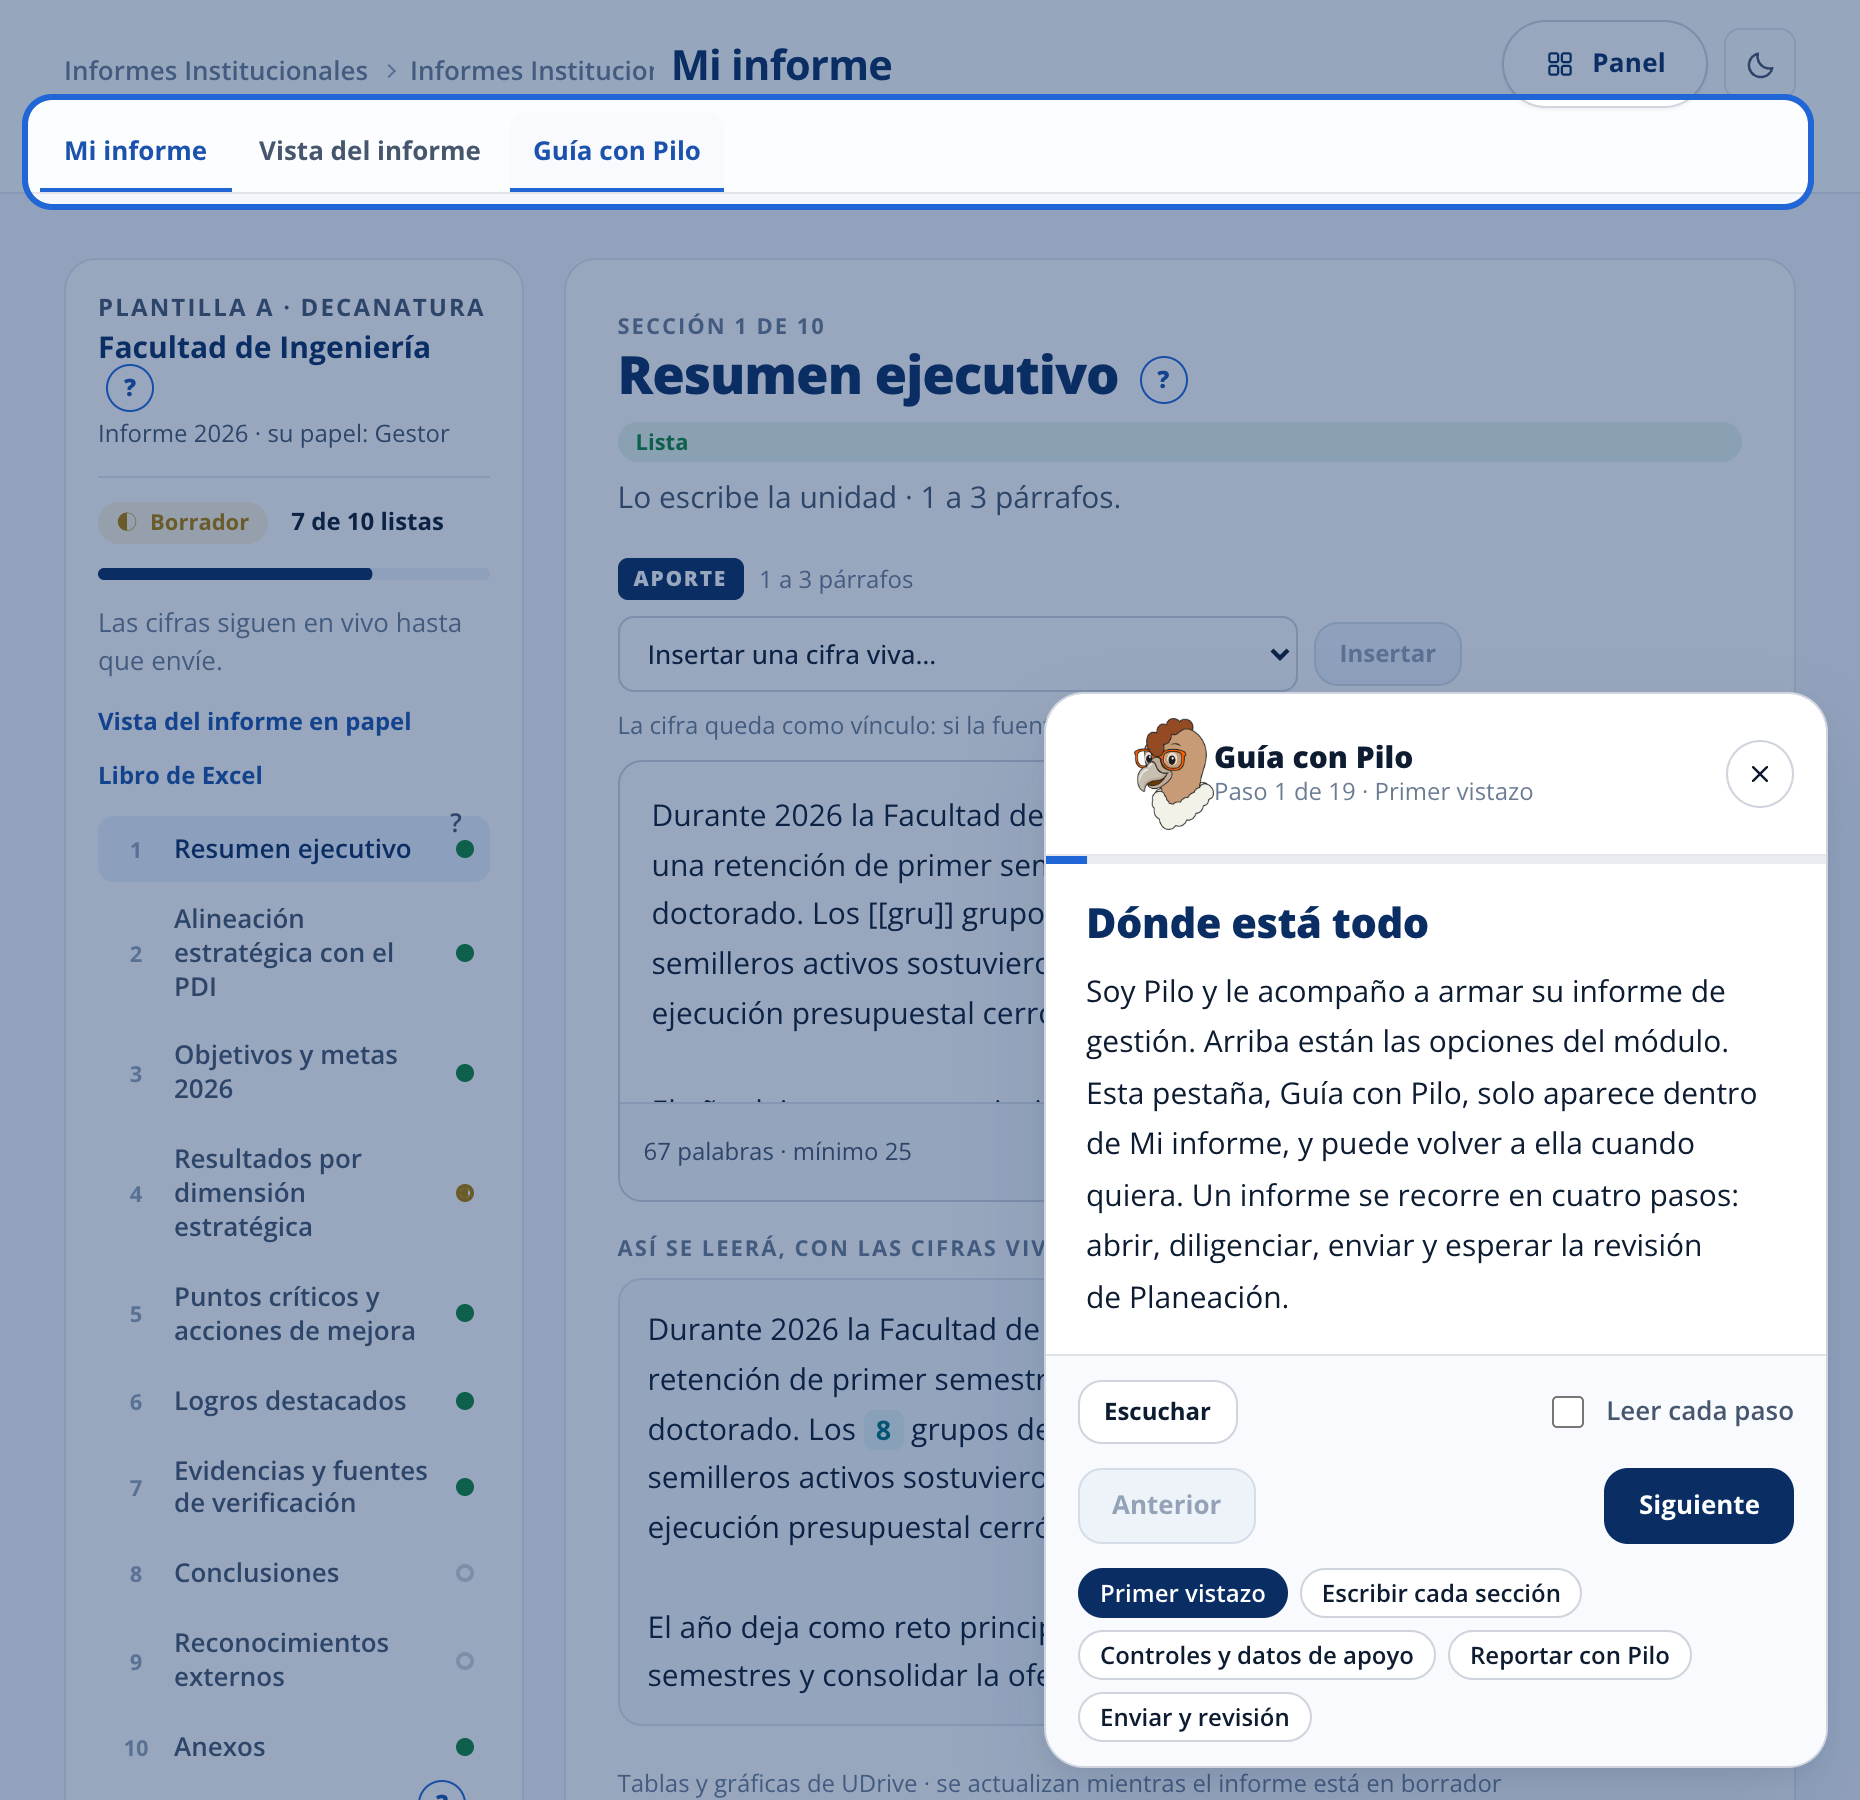 Informes Institucionales > Informes Institucior Mi informe
Panel
Mi informe
Vista del informe
Guía con Pilo
PLANTILLA A · DECANATURA
Facultad de Ingeniería
?
Informe 2026 · su papel: Gestor
Borrador
7 de 10 listas
Las cifras siguen en vivo hasta
que envíe.
Vista del informe en papel
Libro de Excel
?
1 Resumen ejecutivo
2 Alineación
estratégica con el
PDI
3 Objetivos y metas
2026
4 Resultados por
dimensión
estratégica
5 Puntos críticos y
acciones de mejora
6 Logros destacados
7 Evidencias y fuentes
de verificación
8 Conclusiones
9 Reconocimientos
externos
10 Anexos
SECCIÓN 1 DE 10
Resumen ejecutivo ?
Lista
Lo escribe la unidad · 1 a 3 párrafos.
APORTE 1 a 3 párrafos
Insertar una cifra viva...
Insertar
La cifra queda como vínculo: si la fuen
Durante 2026 la Facultad de
una retención de primer sem
doctorado. Los [[gru]] grupo
semilleros activos sostuviero
ejecución presupuestal cerró
67 palabras · mínimo 25
ASÍ SE LEERÁ, CON LAS CIFRAS VIV
Durante 2026 la Facultad de
retención de primer semestr
doctorado. Los 8 grupos de
semilleros activos sostuviero
ejecución presupuestal cerró
El año deja como reto princip
semestres y consolidar la ofe
Tablas y gráficas de UDrive · se actualizan mientras el informe está en borrador
Guía con Pilo
Paso 1 de 19 · Primer vistazo
Dónde está todo
Soy Pilo y le acompaño a armar su informe de
gestión. Arriba están las opciones del módulo.
Esta pestaña, Guía con Pilo, solo aparece dentro
de Mi informe, y puede volver a ella cuando
quiera. Un informe se recorre en cuatro pasos:
abrir, diligenciar, enviar y esperar la revisión
de Planeación.
Escuchar
Leer cada paso
Anterior
Siguiente
Primer vistazo
Escribir cada sección
Controles y datos de apoyo
Reportar con Pilo
Enviar y revisión